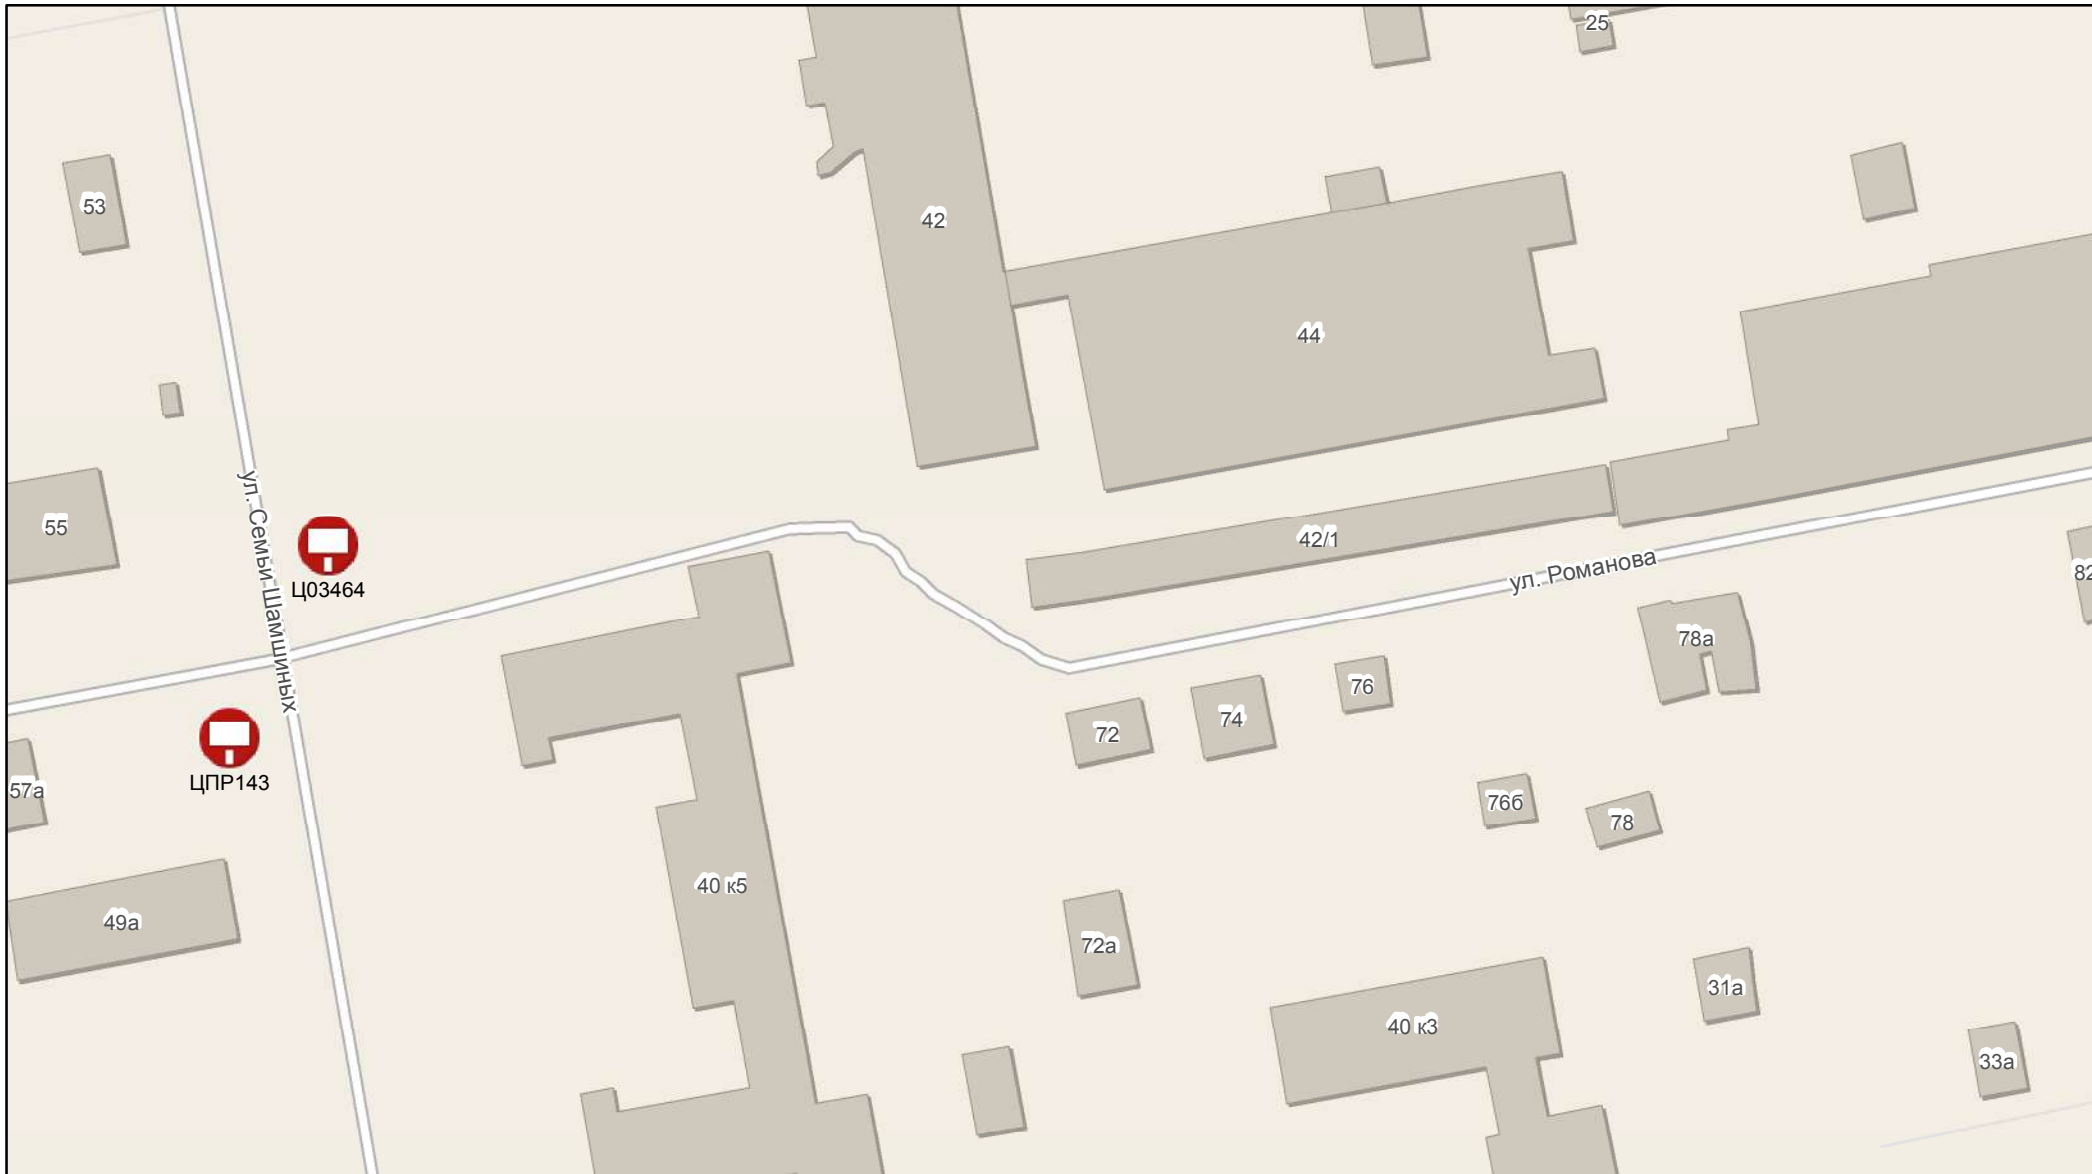 25
53
42
44
ул. Семьи Шамшиных
55
Ц03464
42/1
ул. Романова
82
78а
76
74
72
ЦПР143
57а
76б
78
40 к5
49а
72а
31а
40 к3
33а